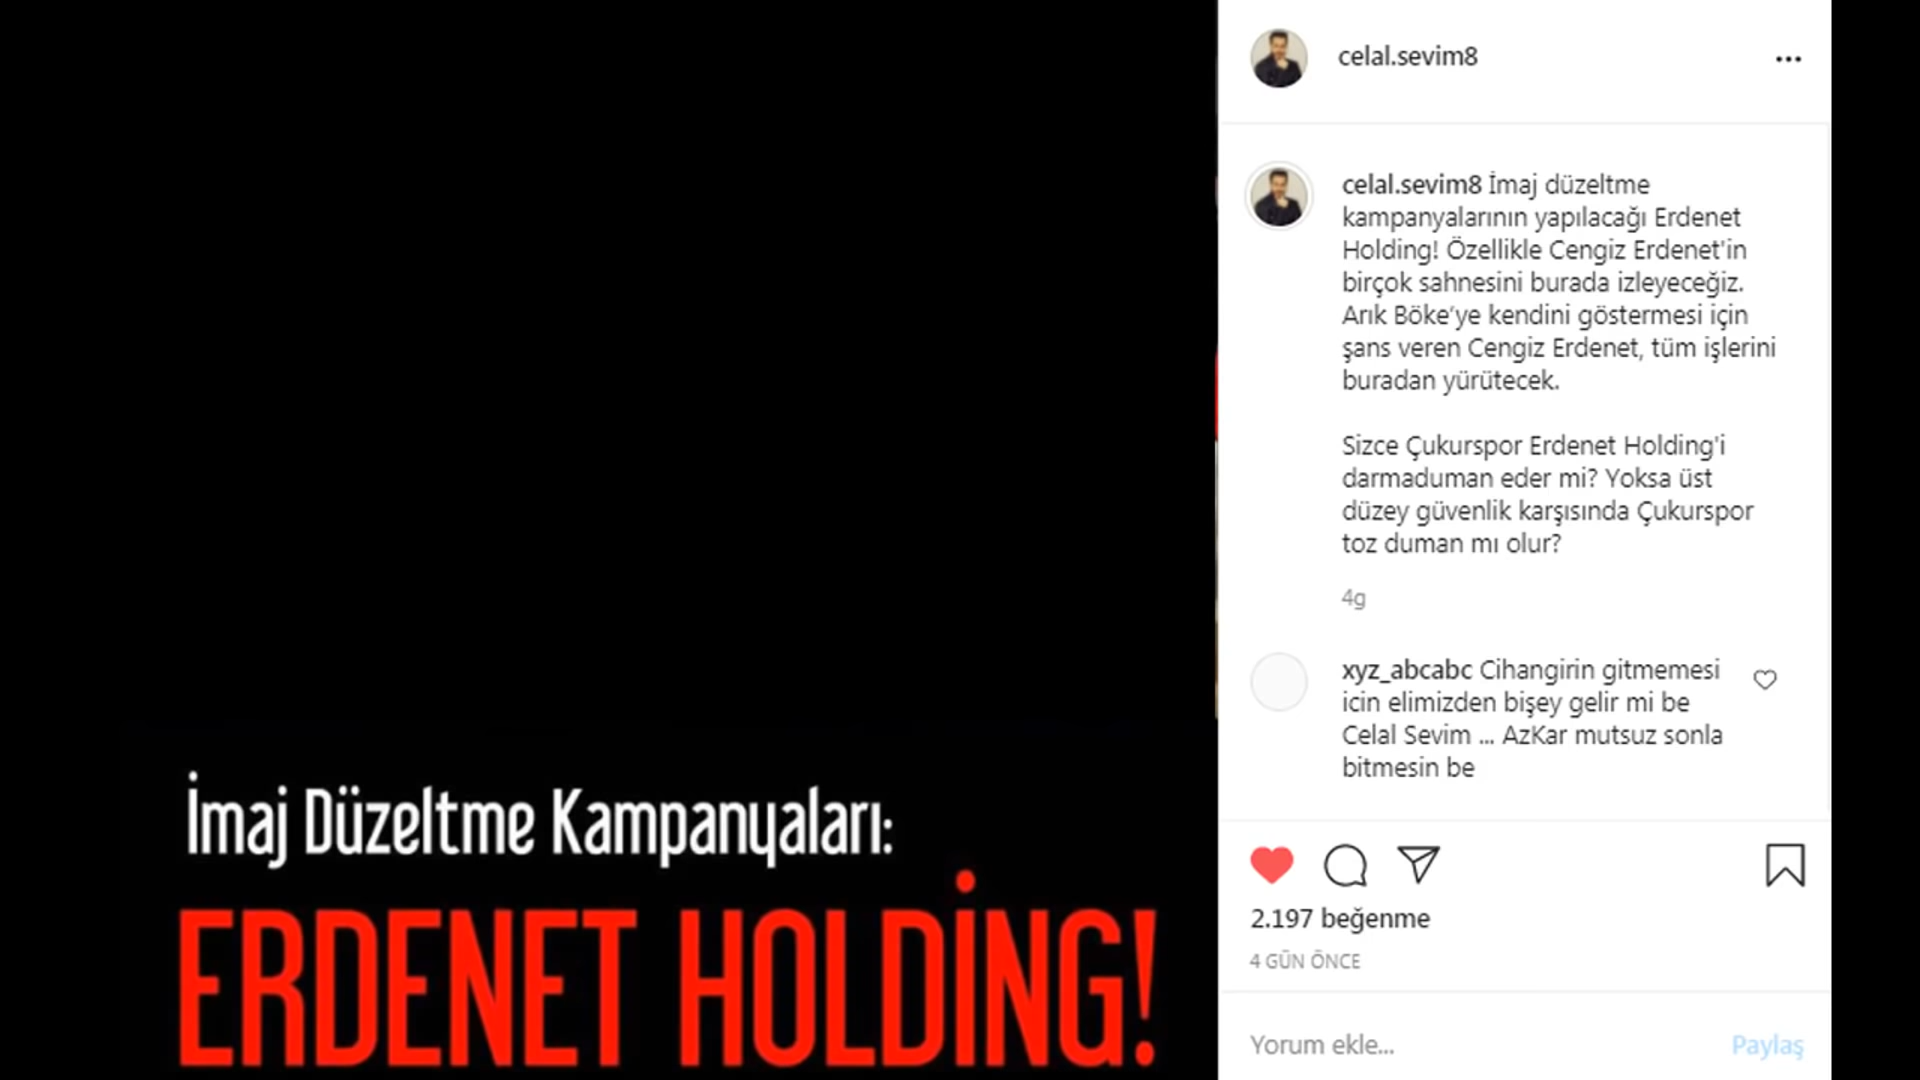 celal.sevim8
celal.sevim8 İmaj düzeltme
kampanyalarının yapılacağı Erdenet
Holding! Özellikle Cengiz Erdenet'in
birçok sahnesini burada izleyeceğiz.
Arık Böke’ye kendini göstermesi için
şans veren Cengiz Erdenet, tüm işlerini
buradan yürütecek.
Sizce Çukurspor Erdenet Holding'i
darmaduman eder mi? Yoksa üst
düzey güvenlik karşısında Çukurspor
toz duman mı olur?
4g
xyz_abcabc Cihangirin gitmemesi
icin elimizden bişey gelir mi be
Celal Sevim ... AzKar mutsuz sonla
bitmesin be
2.197 beğenme
4 GÜN ÖNCE
Yorum ekle... Paylaş
İmaj Düzeltme Kampanyaları:
ERDENET HOLDİNG!